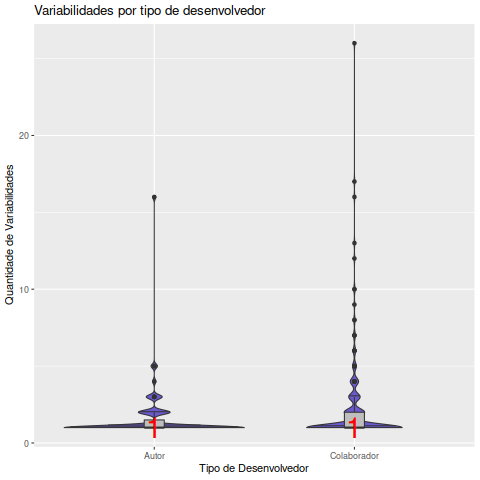 Variabilidades por tipo de desenvolvedor
Quantidade de Variabilidades
20
10
0
1
1
Autor
Colaborador
Tipo de Desenvolvedor